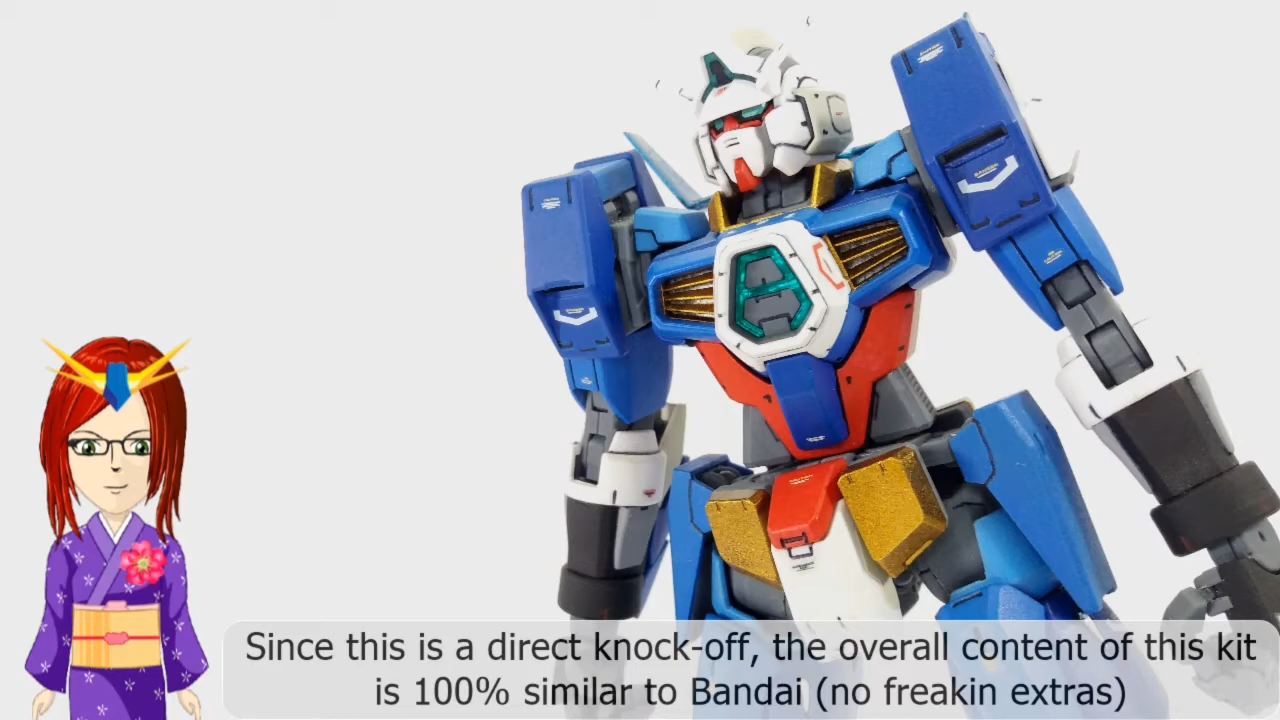 Since this is a direct knock-off, the overall content of this kit
is 100% similar to Bandai (no freakin extras)